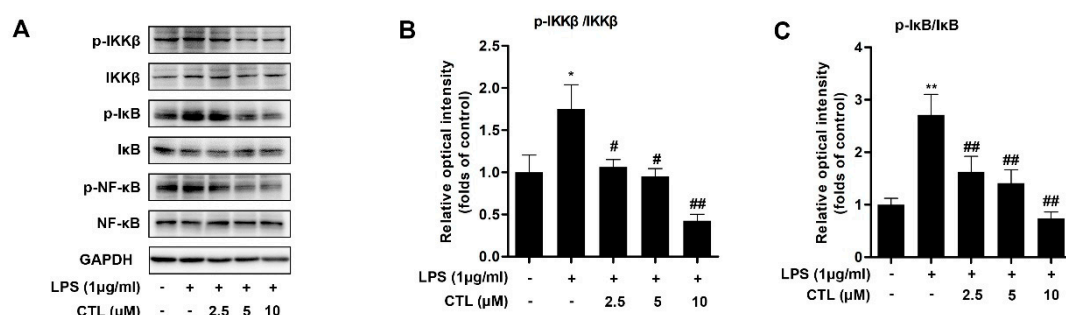 A
p-IKKβ
IKKβ
p-IκB
IκB
p-NF-κB
NF-κB
GAPDH
LPS (1μg/ml) - + + + +
CTL (μM) - - 2.5 5 10
B
p-IKKβ /IKKβ
Relative optical intensity
(folds of control)
2.5
2.0
1.5
1.0
0.5
0.0
*
#
#
##
LPS (1μg/ml) - + + + +
CTL (μM) - - 2.5 5 10
C
p-IκB/IκB
Relative optical intensity
(folds of control)
4
3
2
1
0
**
##
##
##
LPS (1μg/ml) - + + + +
CTL (μM) - - 2.5 5 10